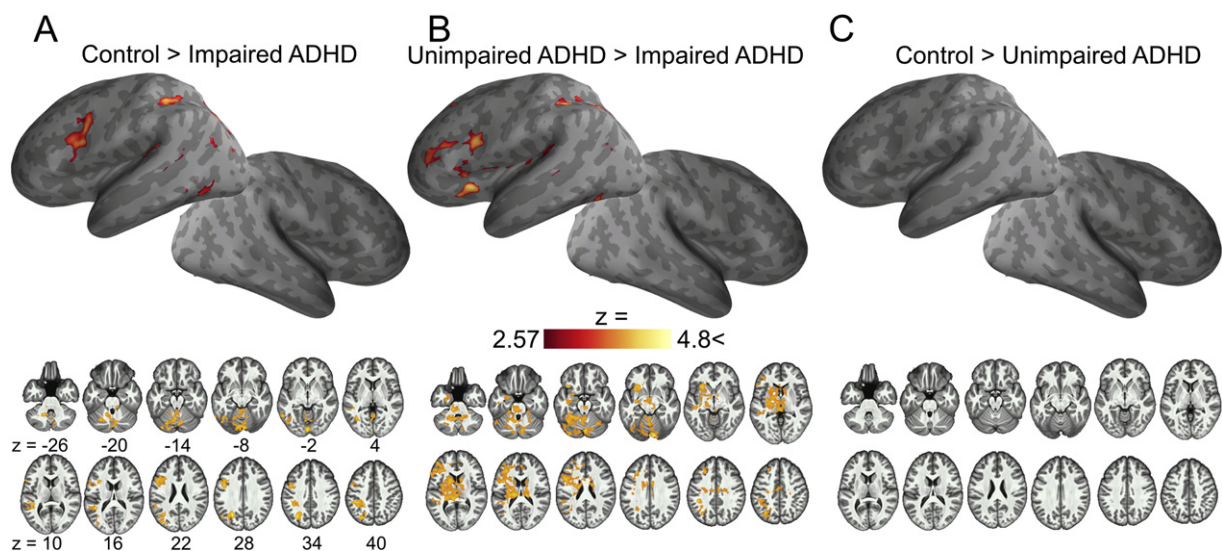 A
Control > Impaired ADHD
B
Unimpaired ADHD > Impaired ADHD
C
Control > Unimpaired ADHD
z =
2.57
4.8<
z = -26 -20 -14 -8 -2 4
z = 10 16 22 28 34 40